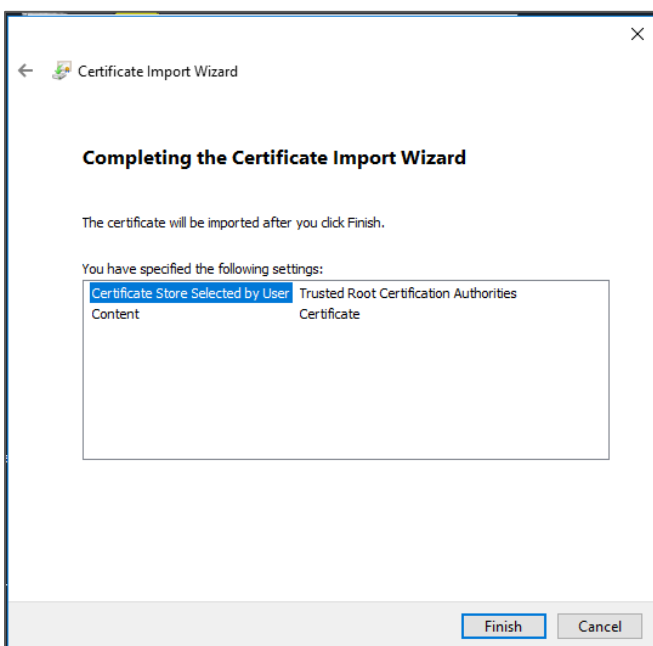 Certificate Import Wizard
Completing the Certificate Import Wizard
The certificate will be imported after you click Finish.
You have specified the following settings:
Certificate Store Selected by User Trusted Root Certification Authorities
Content Certificate
Finish Cancel